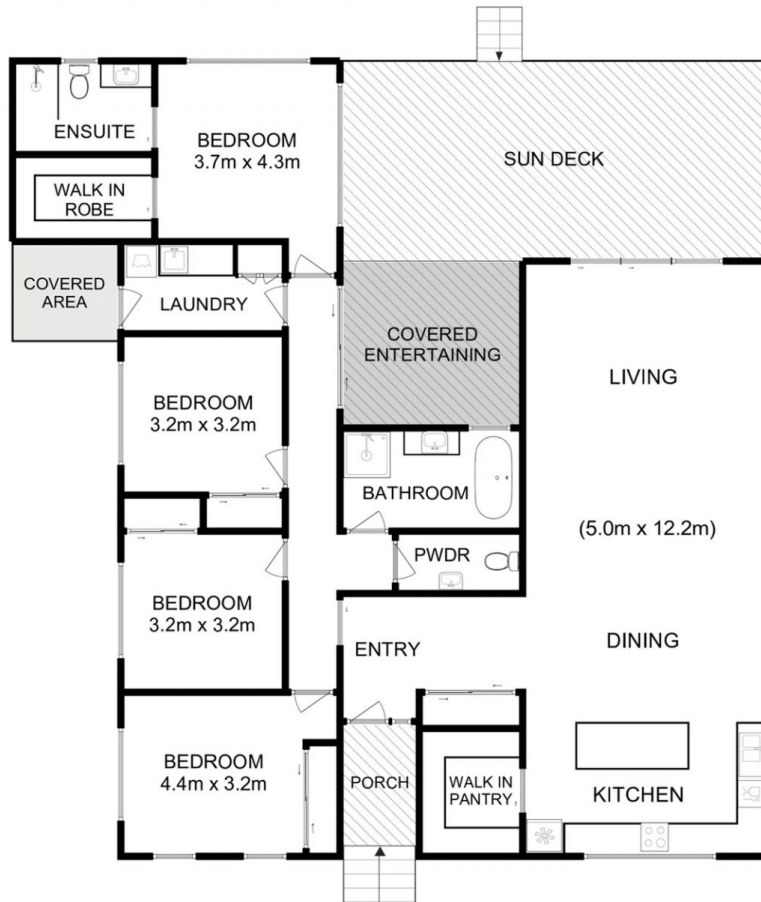 ENSUITE
BEDROOM
3.7m x 4.3m
SUN DECK
WALK IN
ROBE
COVERED
AREA
LAUNDRY
COVERED
ENTERTAINING
LIVING
BEDROOM
3.2m x 3.2m
BATHROOM
(5.0m x 12.2m)
PWDR
BEDROOM
3.2m x 3.2m
ENTRY
DINING
BEDROOM
4.4m x 3.2m
PORCH
WALK IN
PANTRY
KITCHEN